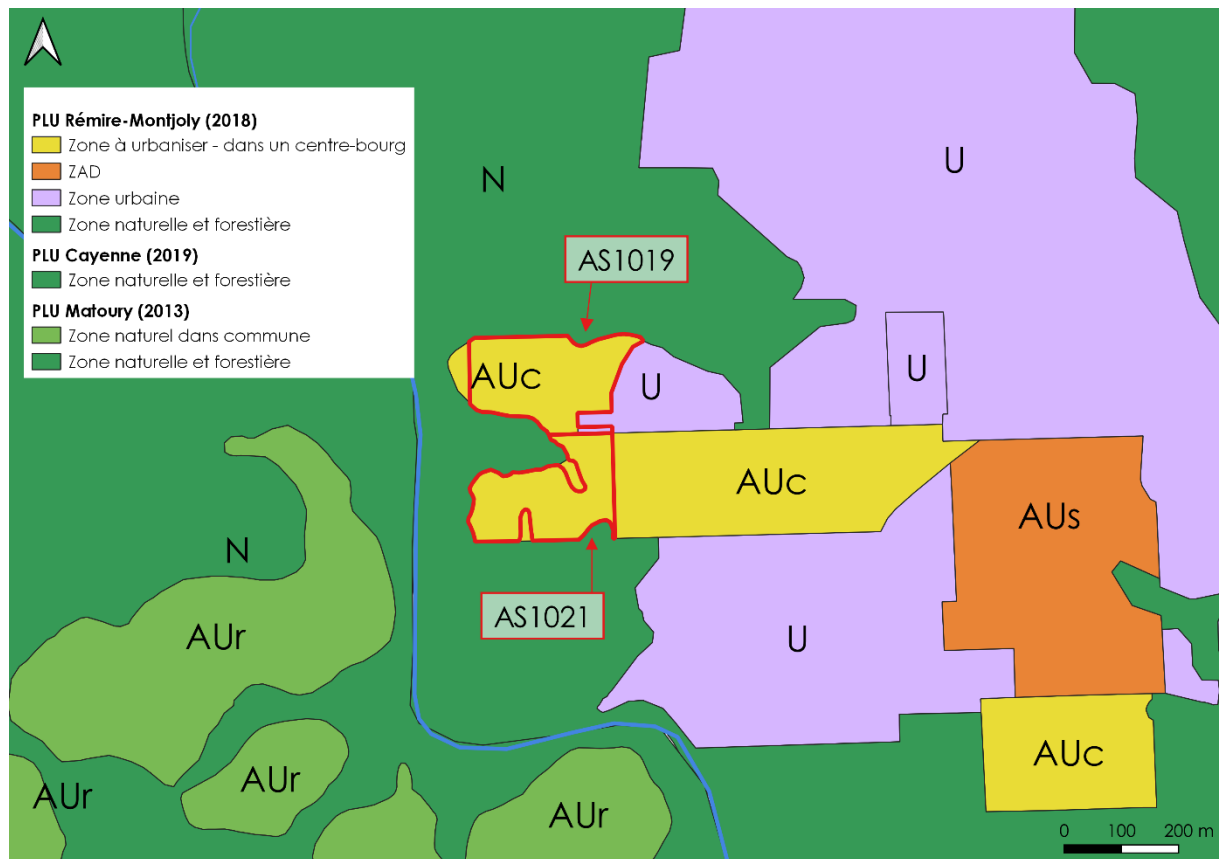 PLU Rémire-Montjoly (2018)
Zone à urbaniser - dans un centre-bourg
ZAD
Zone urbaine
Zone naturelle et forestière
PLU Cayenne (2019)
Zone naturelle et forestière
PLU Matoury (2013)
Zone naturel dans commune
Zone naturelle et forestière
N
U
AS1019
AUc
U
U
AUc
AUs
N
AS1021
AUr
U
AUc
AUr
AUr
AUr
0 100 200 m